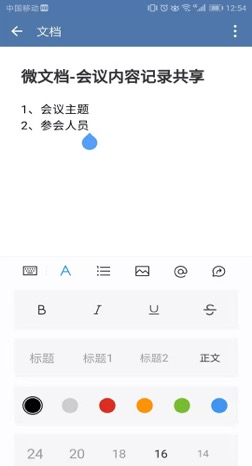 中国移动HD 12:54
文档
微文档-会议内容记录共享
1、会议主题
2、参会人员
A
B I U S
标题 标题1 标题2 正文
24 20 18 16 14